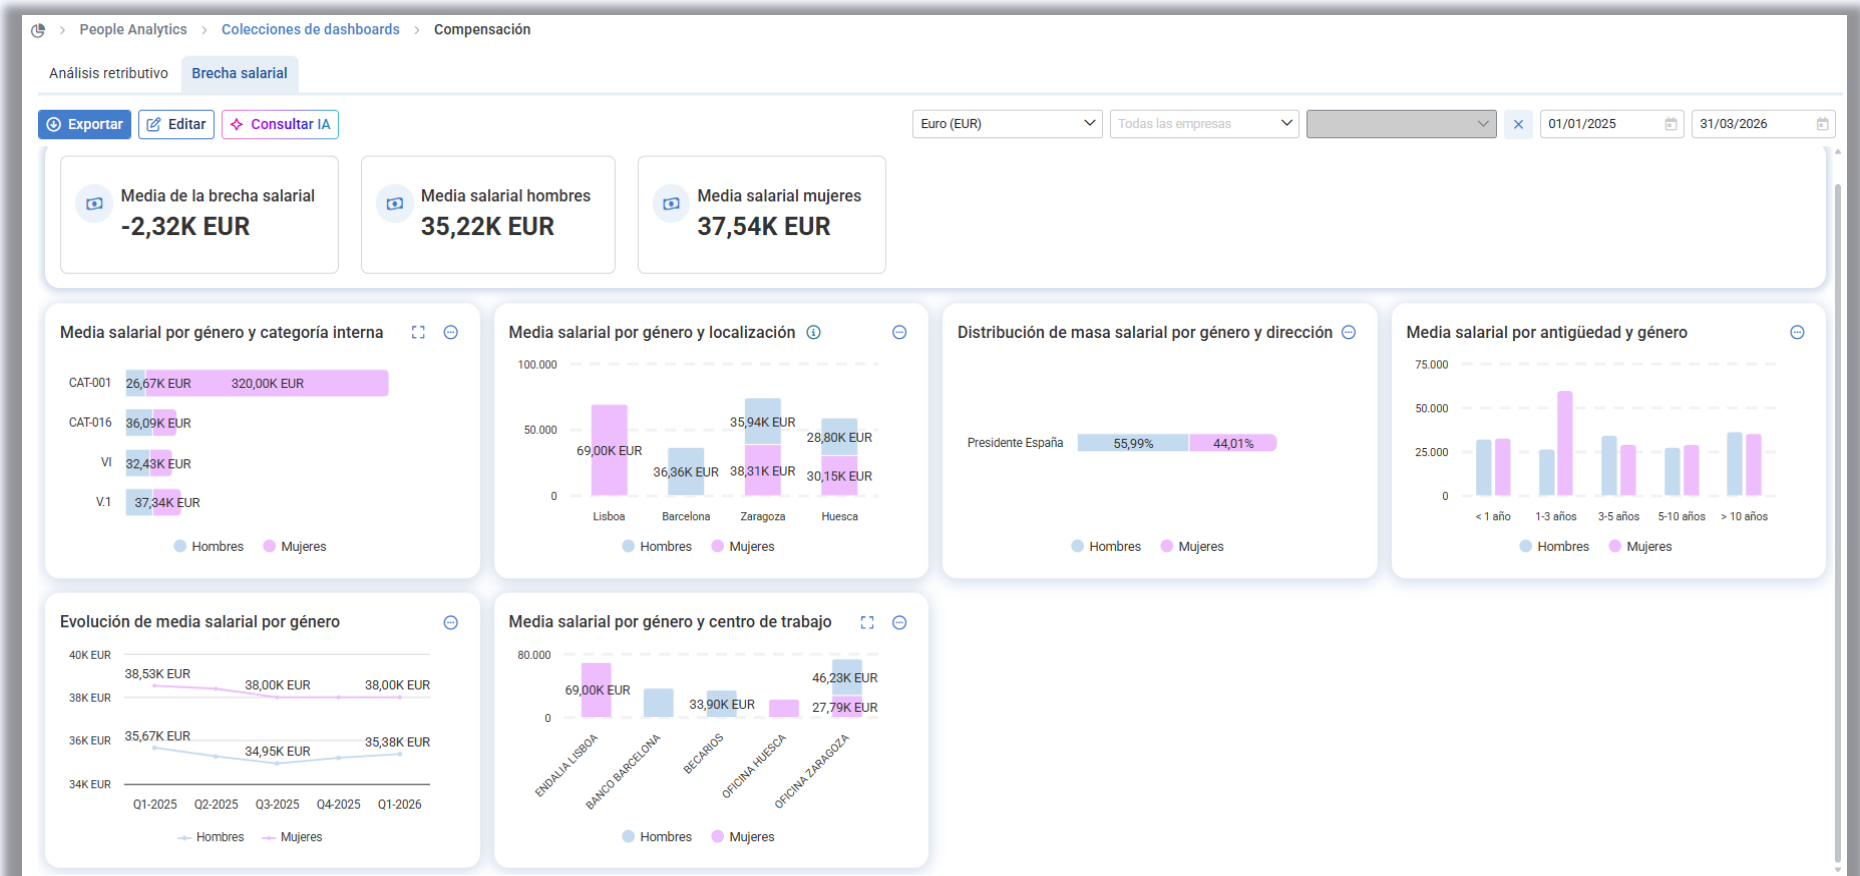 People Analytics > Colecciones de dashboards > Compensación
Análisis retributivo Brecha salarial
Exportar Editar Consultar IA Euro (EUR) Todas las empresas 01/01/2025 31/03/2026
Media de la brecha salarial
-2,32K EUR
Media salarial hombres
35,22K EUR
Media salarial mujeres
37,54K EUR
Media salarial por género y categoría interna
CAT-001 26,67K EUR 320,00K EUR
CAT-016 36,09K EUR
VI 32,43K EUR
V.1 37,34K EUR
Hombres Mujeres
Media salarial por género y localización
100.000
50.000
0
69,00K EUR
36,36K EUR
35,94K EUR
38,31K EUR
28,80K EUR
30,15K EUR
Lisboa Barcelona Zaragoza Huesca
Hombres Mujeres
Distribución de masa salarial por género y dirección
Presidente España 55,99% 44,01%
Hombres Mujeres
Media salarial por antigüedad y género
75.000
50.000
25.000
0
< 1 año 1-3 años 3-5 años 5-10 años > 10 años
Hombres Mujeres
Evolución de media salarial por género
40K EUR
38K EUR
36K EUR
34K EUR
38,53K EUR 38,00K EUR 38,00K EUR
35,67K EUR 34,95K EUR 35,38K EUR
Q1-2025 Q2-2025 Q3-2025 Q4-2025 Q1-2026
Hombres Mujeres
Media salarial por género y centro de trabajo
80.000
0
69,00K EUR
33,90K EUR
46,23K EUR
27,79K EUR
ENDALIA LISBOA
BANCO BARCELONA
BECARIOS
OFICINA HUESCA
OFICINA ZARAGOZA
Hombres Mujeres